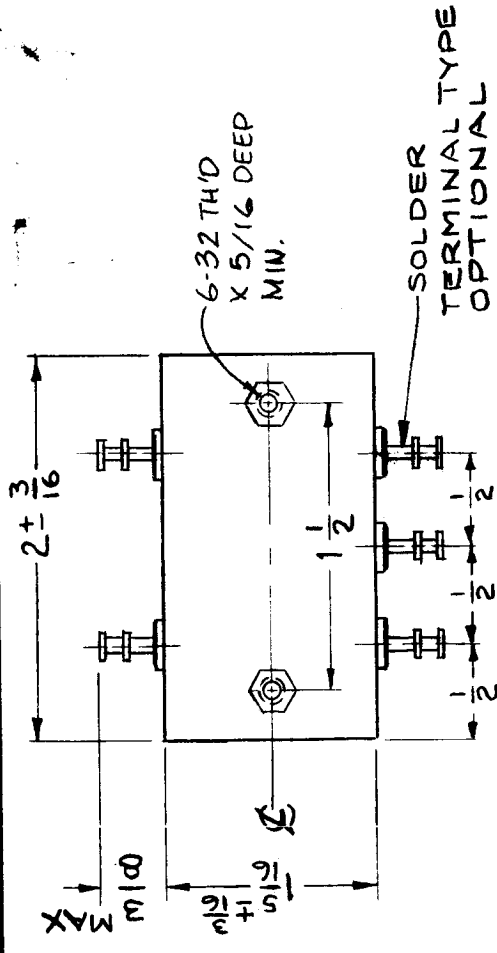 2 ± 3/16
6-32 TH'D
X 5/16 DEEP
MIN.
1 1/2
3/8
MAX
1 5/16
± 3/16
℄
1/2
1/2
1/2
SOLDER
TERMINAL TYPE
OPTIONAL